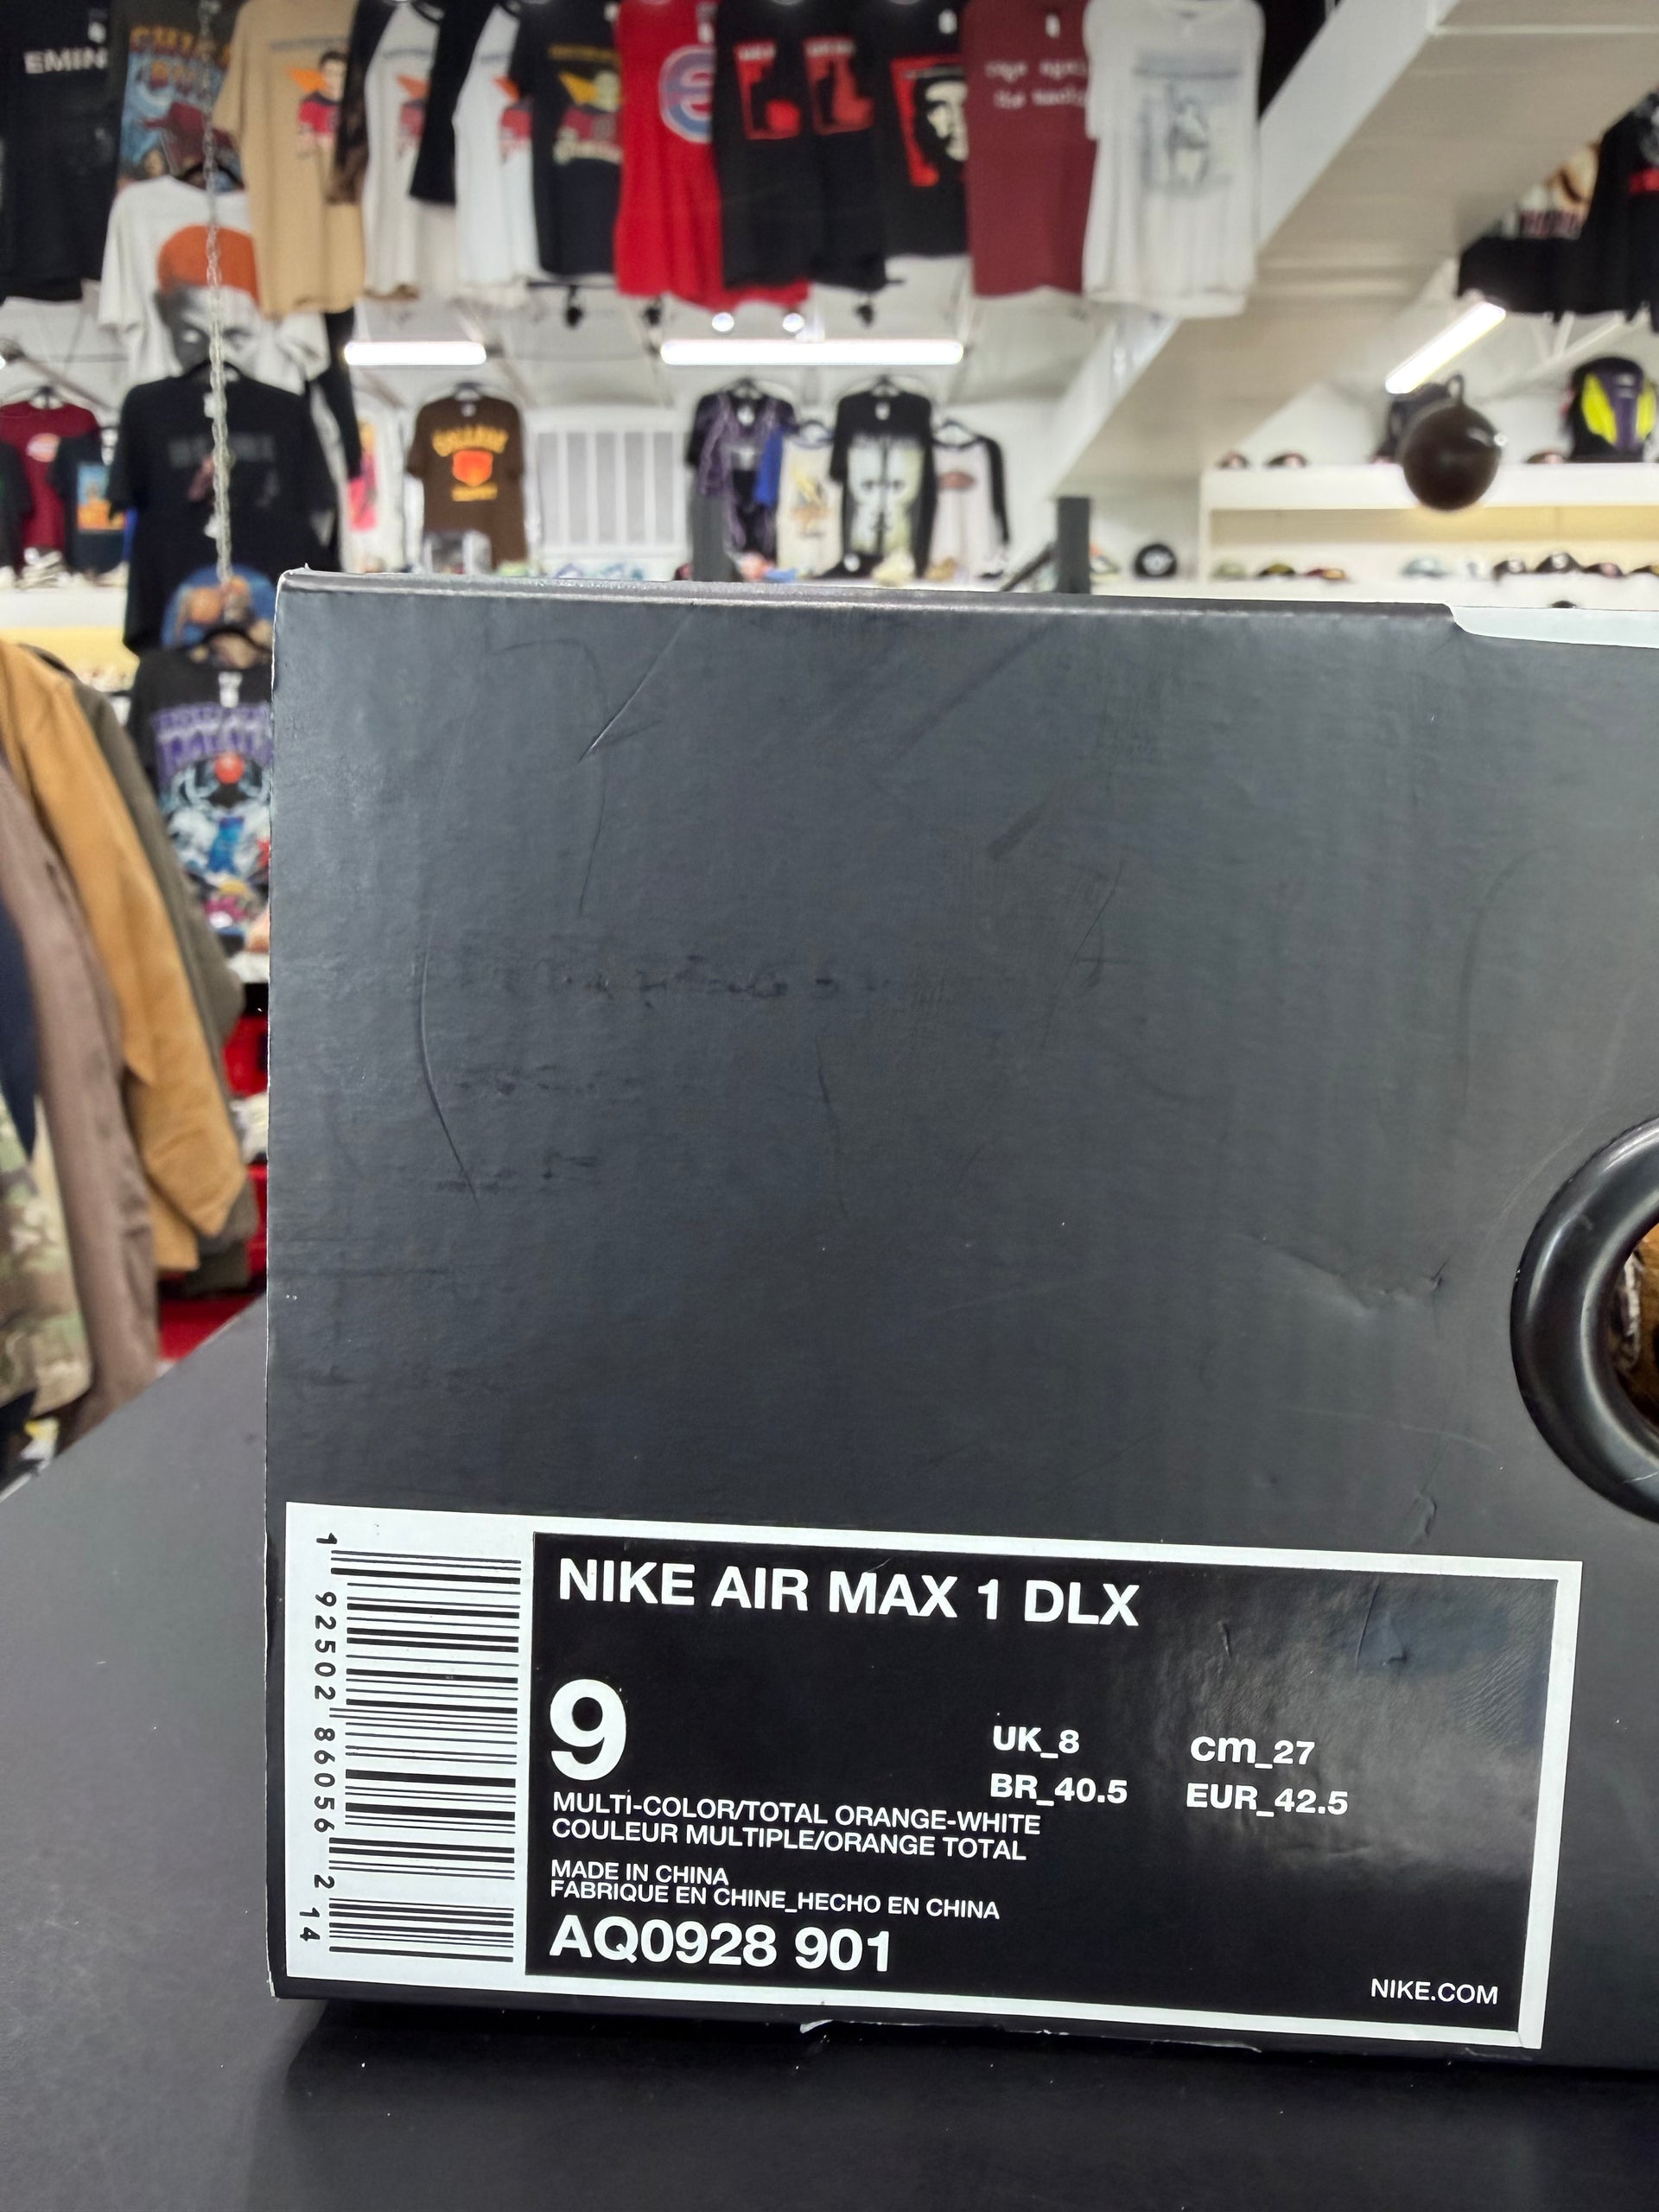 EMIN
NIKE AIR MAX 1 DLX
9
UK_8 cm_27
BR_40.5 EUR_42.5
MULTI-COLOR/TOTAL ORANGE-WHITE
COULEUR MULTIPLE/ORANGE TOTAL
MADE IN CHINA
FABRIQUE EN CHINE_HECHO EN CHINA
AQ0928 901
NIKE.COM
1 92502 86056 2 14